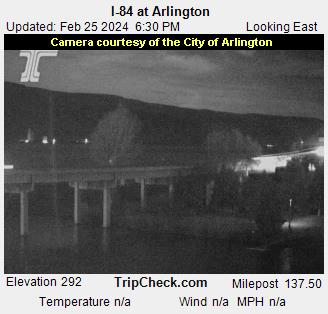 I-84 at Arlington
Updated: Feb 25 2024 6:30 PM Looking East
Camera courtesy of the City of Arlington
Elevation 292 TripCheck.com Milepost 137.50
Temperature n/a Wind n/a MPH n/a